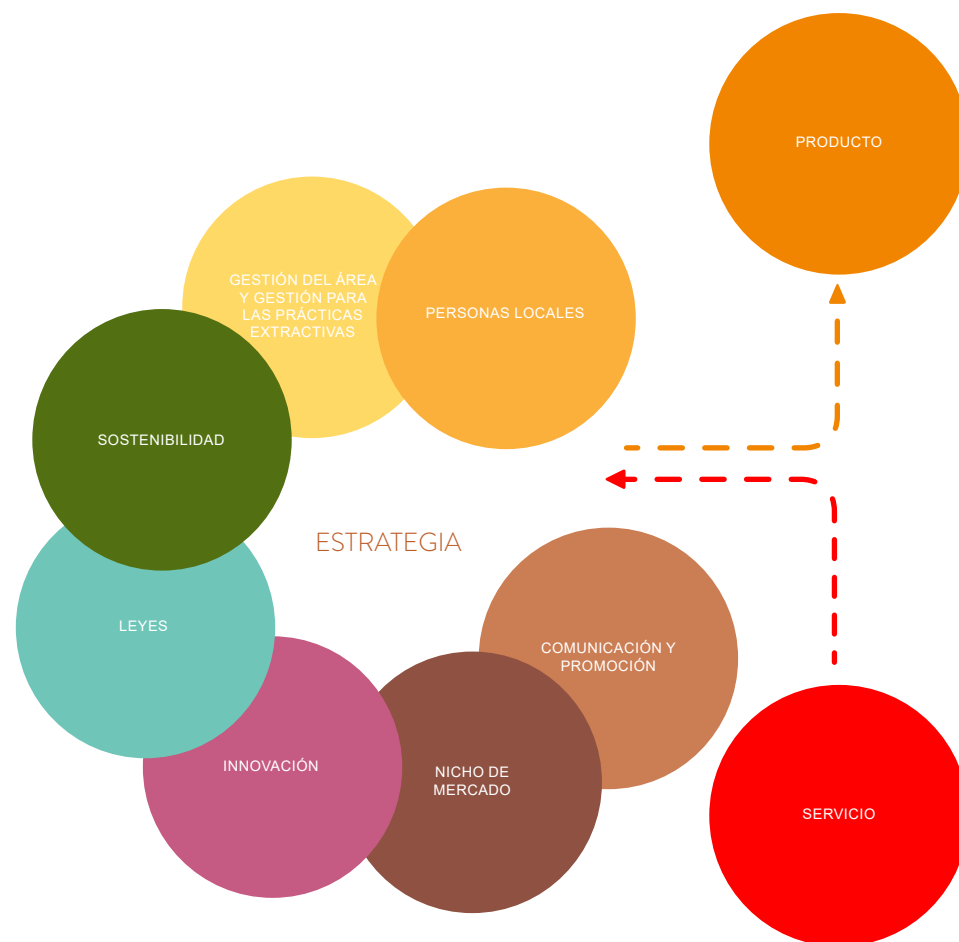 PRODUCTO
GESTIÓN DEL ÁREA
Y GESTIÓN PARA
LAS PRÁCTICAS
EXTRACTIVAS
PERSONAS LOCALES
SOSTENIBILIDAD
ESTRATEGIA
LEYES
COMUNICACIÓN Y
PROMOCIÓN
INNOVACIÓN
NICHO DE
MERCADO
SERVICIO